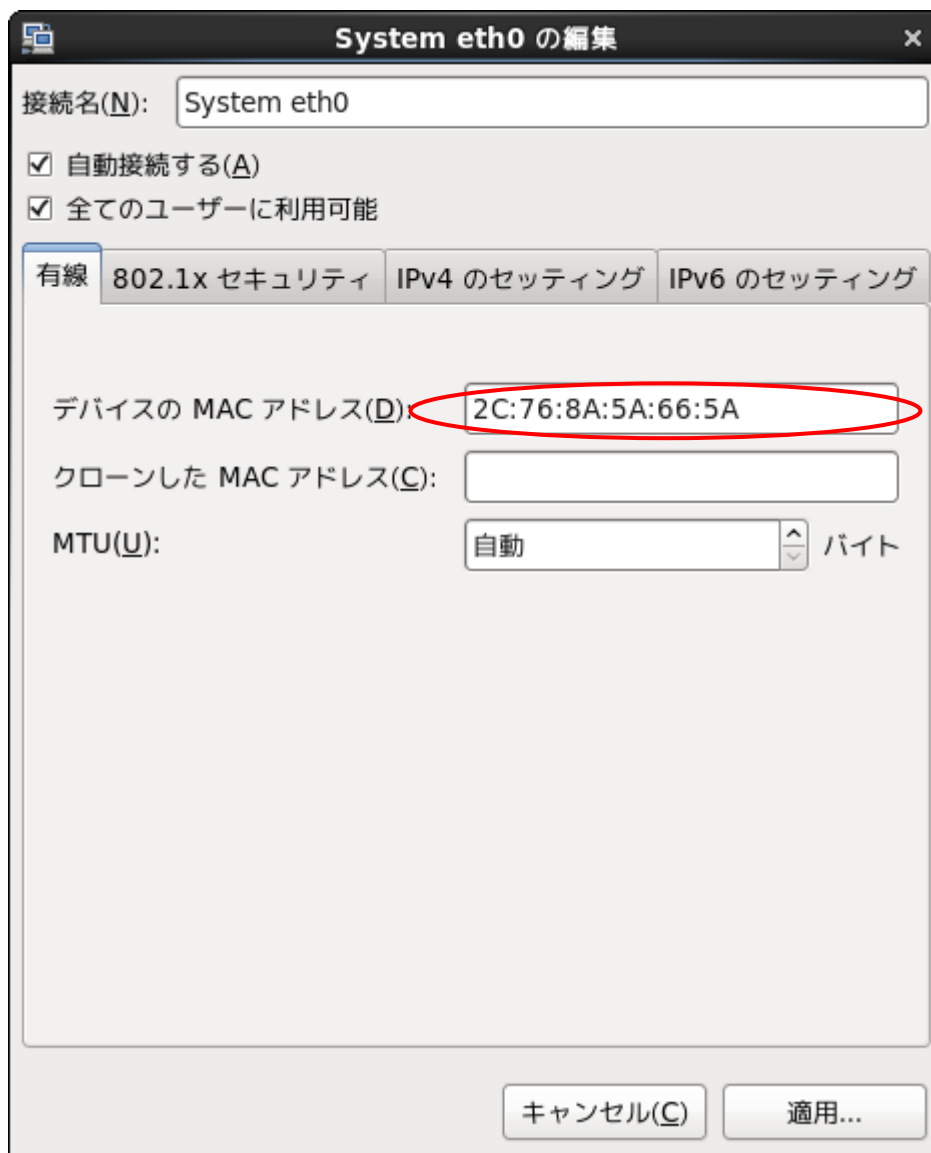 System eth0 の編集
接続名(N): System eth0
自動接続する(A)
全てのユーザーに利用可能
有線 802.1x セキュリティ IPv4 のセッティング IPv6 のセッティング
デバイスの MAC アドレス(D): 2C:76:8A:5A:66:5A
クローンした MAC アドレス(C):
MTU(U): 自動 バイト
キャンセル(C) 適用...